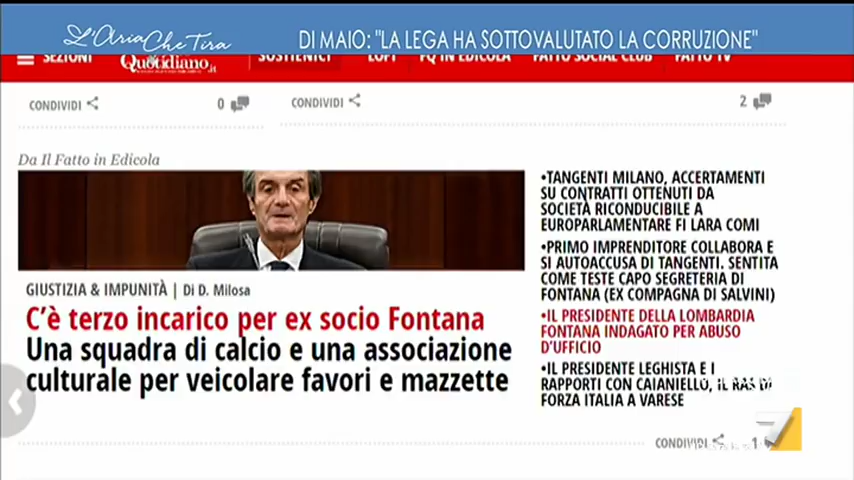 L'Aria Che Tira
DI MAIO: "LA LEGA HA SOTTOVALUTATO LA CORRUZIONE"
SEZIONI
Quotidiano.it
SOSTENICI
LOFT
FQ IN EDICOLA
FATTO SOCIAL CLUB
FATTO TV
CONDIVIDI
0
CONDIVIDI
2
Da Il Fatto in Edicola
GIUSTIZIA & IMPUNITÀ | Di D. Milosa
C'è terzo incarico per ex socio Fontana
Una squadra di calcio e una associazione
culturale per veicolare favori e mazzette
•TANGENTI MILANO, ACCERTAMENTI
SU CONTRATTI OTTENUTI DA
SOCIETÀ RICONDUCIBILE A
EUROPARLAMENTARE FI LARA COMI
•PRIMO IMPRENDITORE COLLABORA E
SI AUTOACCUSA DI TANGENTI. SENTITA
COME TESTE CAPO SEGRETERIA DI
FONTANA (EX COMPAGNA DI SALVINI)
•IL PRESIDENTE DELLA LOMBARDIA
FONTANA INDAGATO PER ABUSO
D'UFFICIO
•IL PRESIDENTE LEGHISTA E I
RAPPORTI CON CAIANIELLO, IL RAS DI
FORZA ITALIA A VARESE
CONDIVIDI
1
7